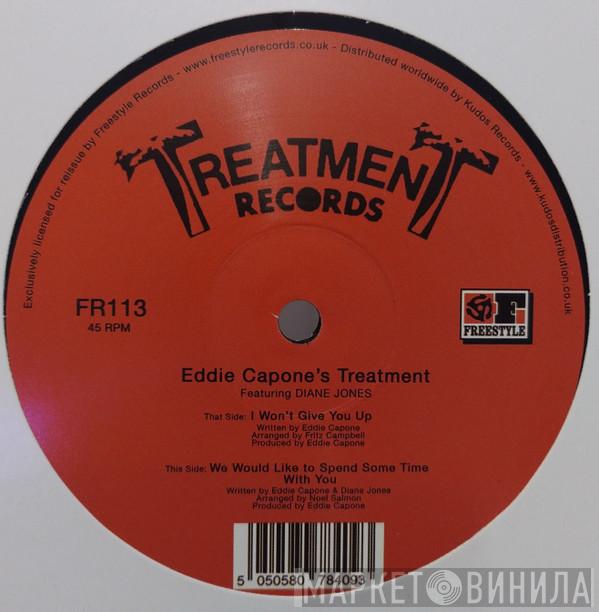 Exclusively licensed for reissue by Freestyle Records - www.freestylerecords.co.uk - Distributed worldwide by Kudos Records - www.kudosdistribution.co.uk
TREATMENT
RECORDS
FR113
45 RPM
F
FREESTYLE
Eddie Capone's Treatment
Featuring DIANE JONES
That Side: I Won't Give You Up
Written by Eddie Capone
Arranged by Fritz Campbell
Produced by Eddie Capone
This Side: We Would Like to Spend Some Time
With You
Written by Eddie Capone & Diane Jones
Arranged by Noel Salmon
Produced by Eddie Capone
5 050580 784093
МАРКЕТ ВИНИЛА